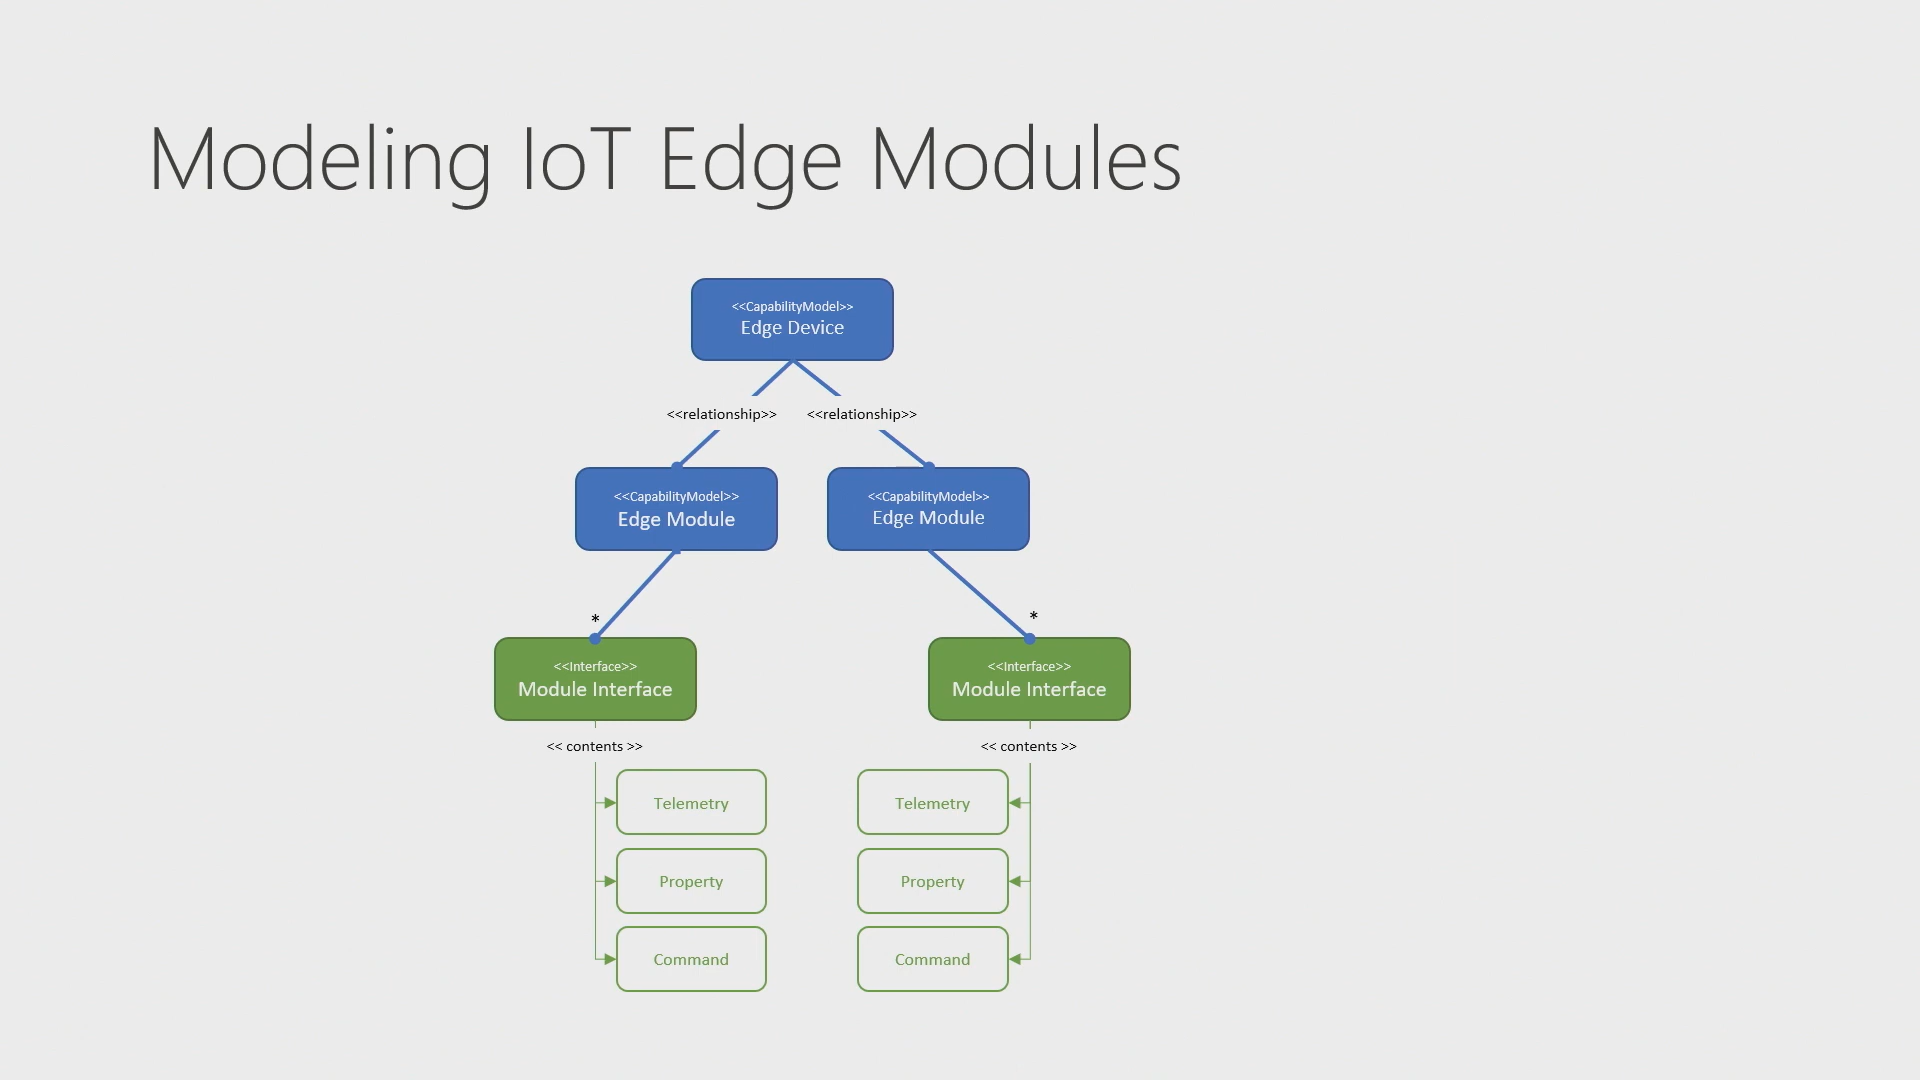 Modeling IoT Edge Modules
<<CapabilityModel>>
Edge Device
<<relationship>> <<relationship>>
<<CapabilityModel>>
Edge Module
<<CapabilityModel>>
Edge Module
*
*
<<Interface>>
Module Interface
<<Interface>>
Module Interface
<< contents >>
<< contents >>
Telemetry
Property
Command
Telemetry
Property
Command